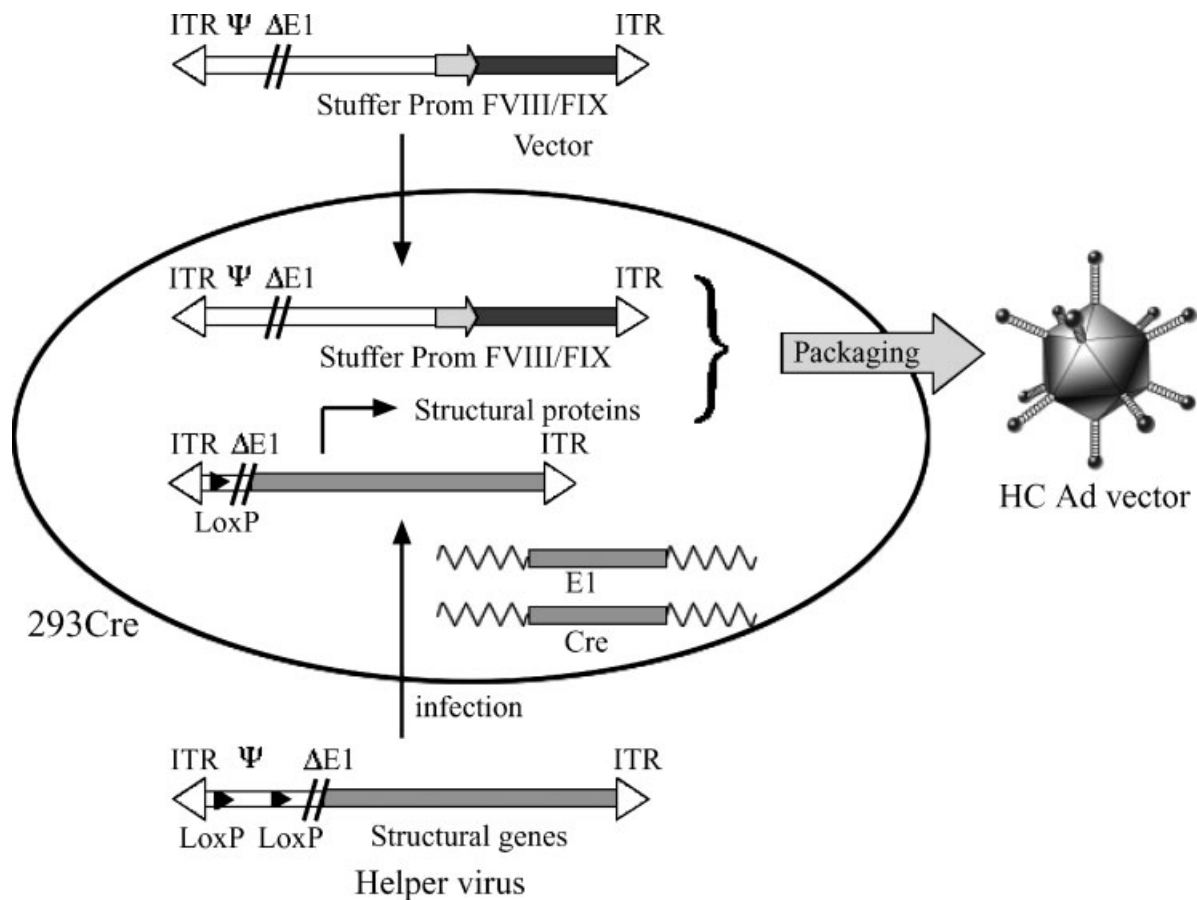 ITR Ψ ΔE1 ITR
Stuffer Prom FVIII/FIX
Vector
ITR Ψ ΔE1 ITR
Stuffer Prom FVIII/FIX
Packaging
Structural proteins
ITR ΔE1 ITR
LoxP
HC Ad vector
E1
Cre
293Cre
infection
ITR Ψ ΔE1 ITR
LoxP LoxP Structural genes
Helper virus